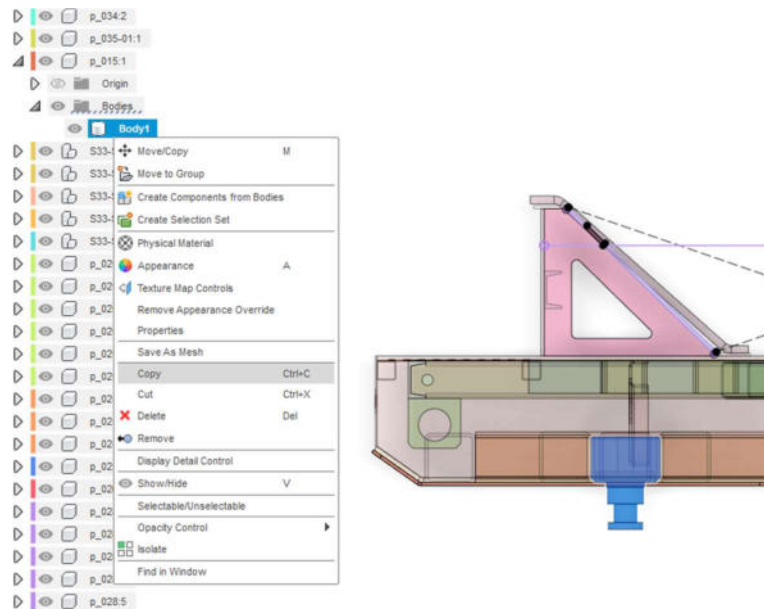 p_034:2
p_035-01:1
p_015:1
Origin
Bodies
Body1
S33-
Move/Copy M
Move to Group
S33-
Create Components from Bodies
S33-
Create Selection Set
S33-
Physical Material
p_02
Appearance A
p_02
Texture Map Controls
p_02
Remove Appearance Override
p_02
Properties
p_02
Save As Mesh
p_02
Copy Ctrl+C
p_02
Cut Ctrl+X
p_02
Delete Del
p_02
Remove
p_02
Display Detail Control
p_02
Show/Hide V
p_02
Selectable/Unselectable
p_02
Opacity Control
p_02
Isolate
p_02
Find in Window
p_028:5